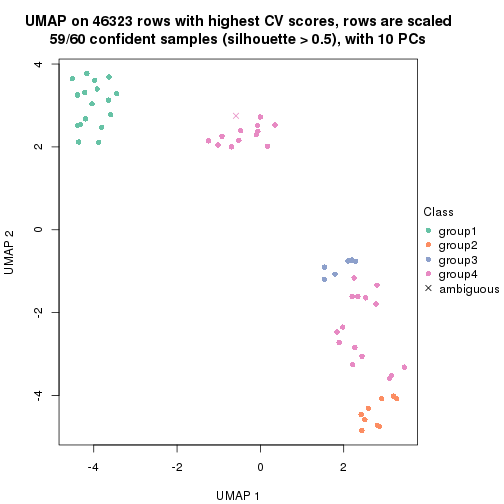 UMAP on 46323 rows with highest CV scores, rows are scaled
59/60 confident samples (silhouette > 0.5), with 10 PCs
4
2
0
-2
-4
UMAP 2
-4
-2
0
2
UMAP 1
Class
group1
group2
group3
group4
ambiguous